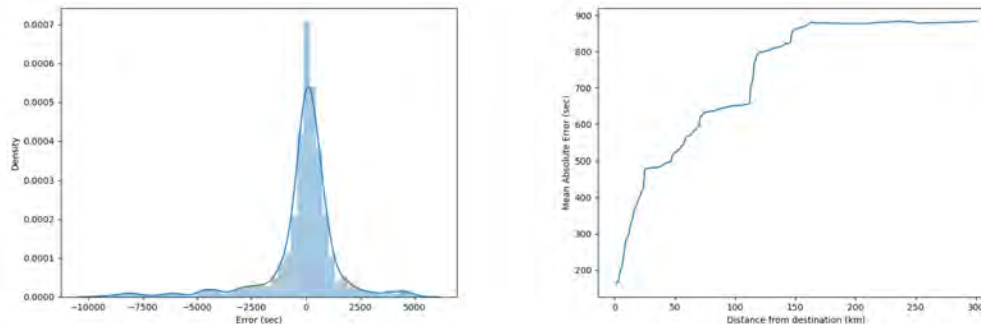 0.0007
0.0006
0.0005
0.0004
0.0003
0.0002
0.0001
0.0000
Density
−10000 −7500 −5000 −2500 0 2500 5000
Error (sec)
900
800
700
600
500
400
300
200
Mean Absolute Error (sec)
0 50 100 150 200 250 300
Distance from destination (km)